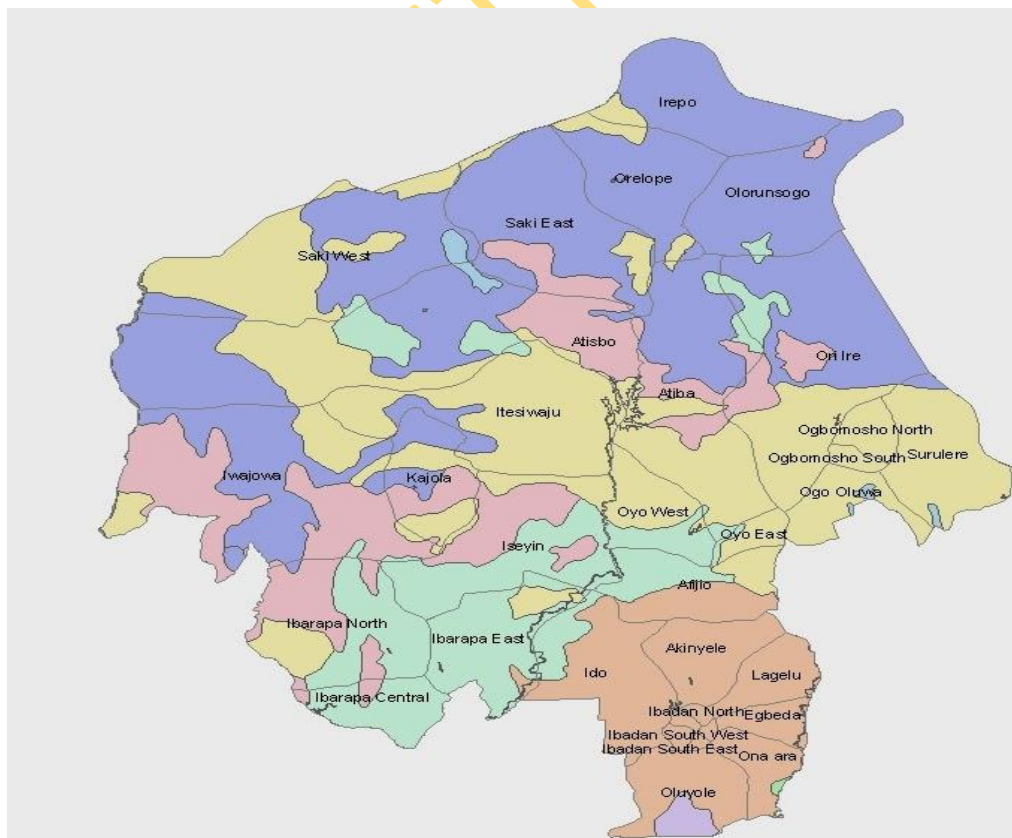 Irepo
Orelope
Olorunsogo
Saki East
Saki West
Atisbo
Ori Ire
Atiba
Itesiwaju
Ogbomosho North
Ogbomosho South
Surulere
Iwajowa
Kajola
Ogo Oluwa
Oyo West
Oyo East
Iseyin
Afijio
Ibarapa North
Ibarapa East
Akinyele
Ido
Lagelu
Ibarapa Central
Ibadan North
Egbeda
Ibadan South West
Ibadan South East
Ona ara
Oluyole